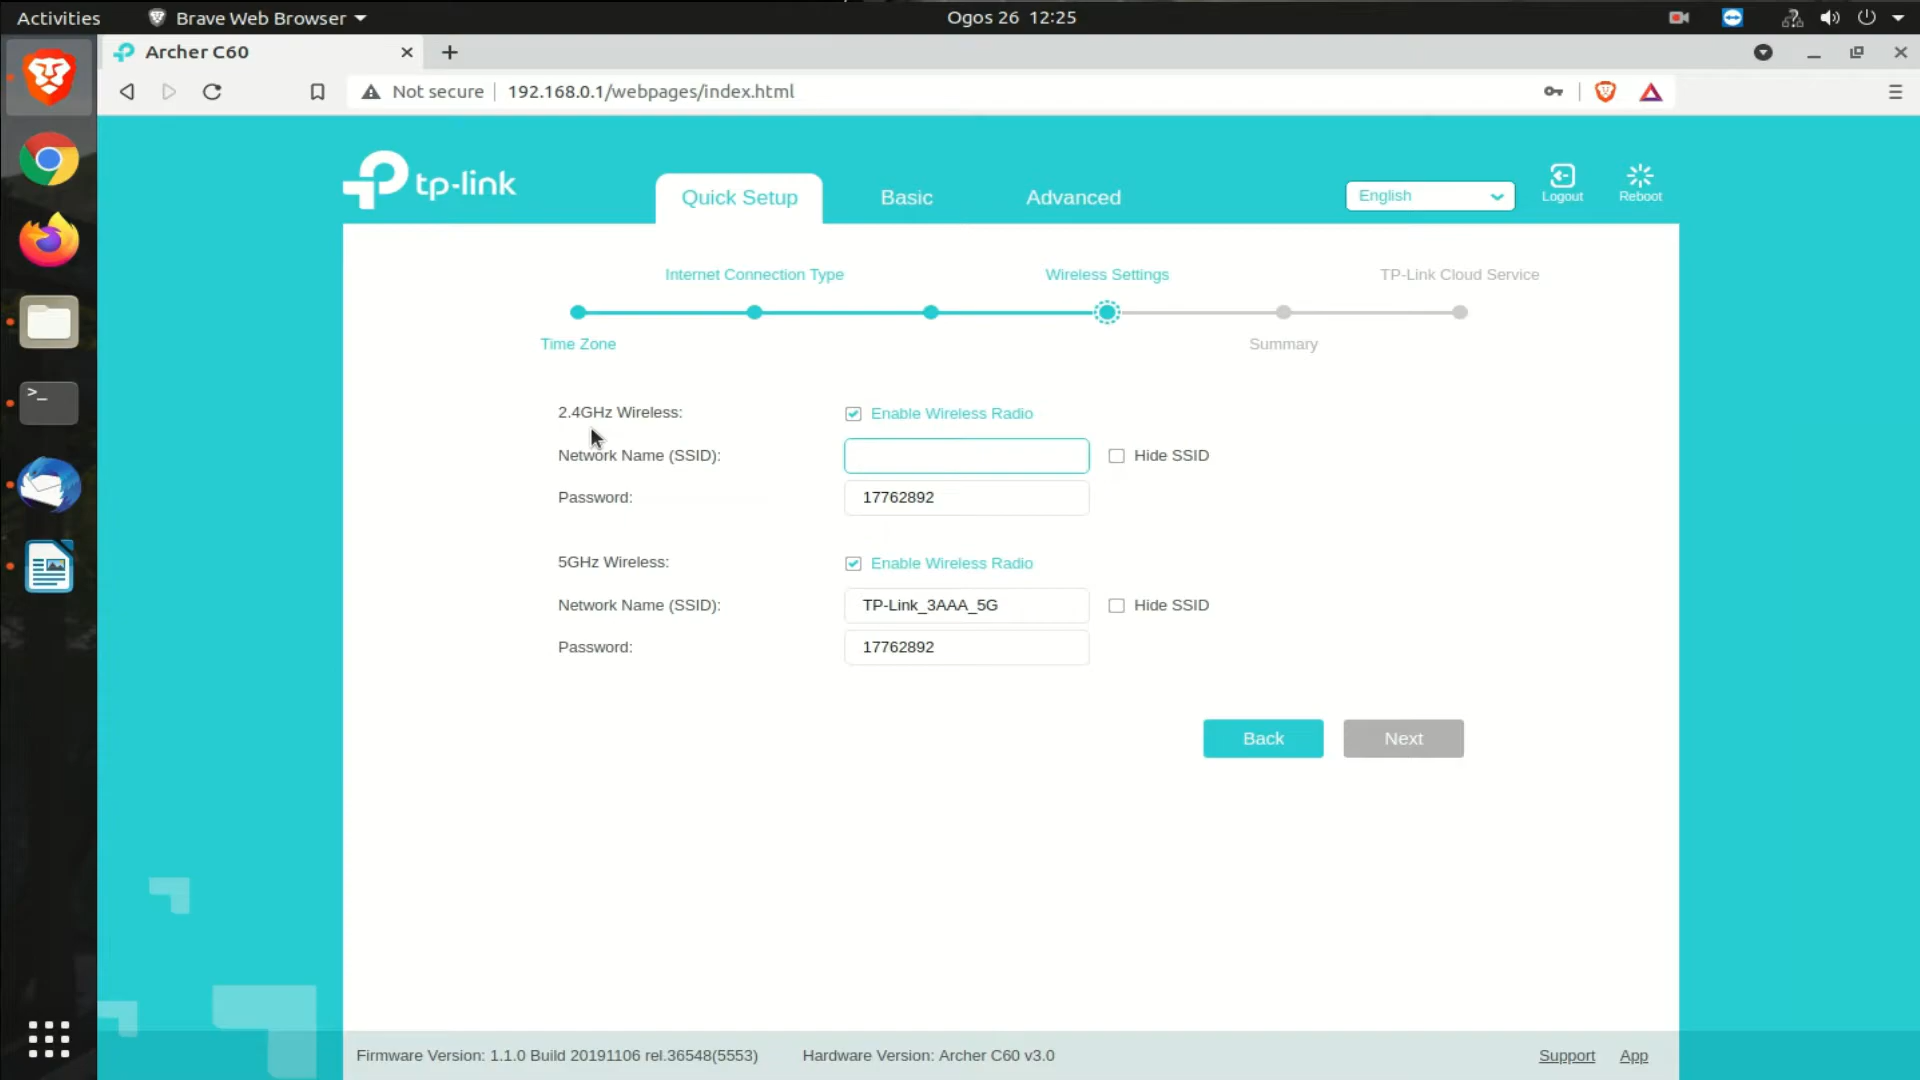 Activities
Brave Web Browser
Ogos 26 12:25
Archer C60
Not secure
192.168.0.1/webpages/index.html
tp-link
Quick Setup
Basic
Advanced
English
Logout
Reboot
Internet Connection Type
Wireless Settings
TP-Link Cloud Service
Time Zone
Summary
2.4GHz Wireless:
Enable Wireless Radio
Network Name (SSID):
Hide SSID
Password:
17762892
5GHz Wireless:
Enable Wireless Radio
Network Name (SSID):
TP-Link_3AAA_5G
Hide SSID
Password:
17762892
Back
Next
Firmware Version: 1.1.0 Build 20191106 rel.36548(5553)
Hardware Version: Archer C60 v3.0
Support
App